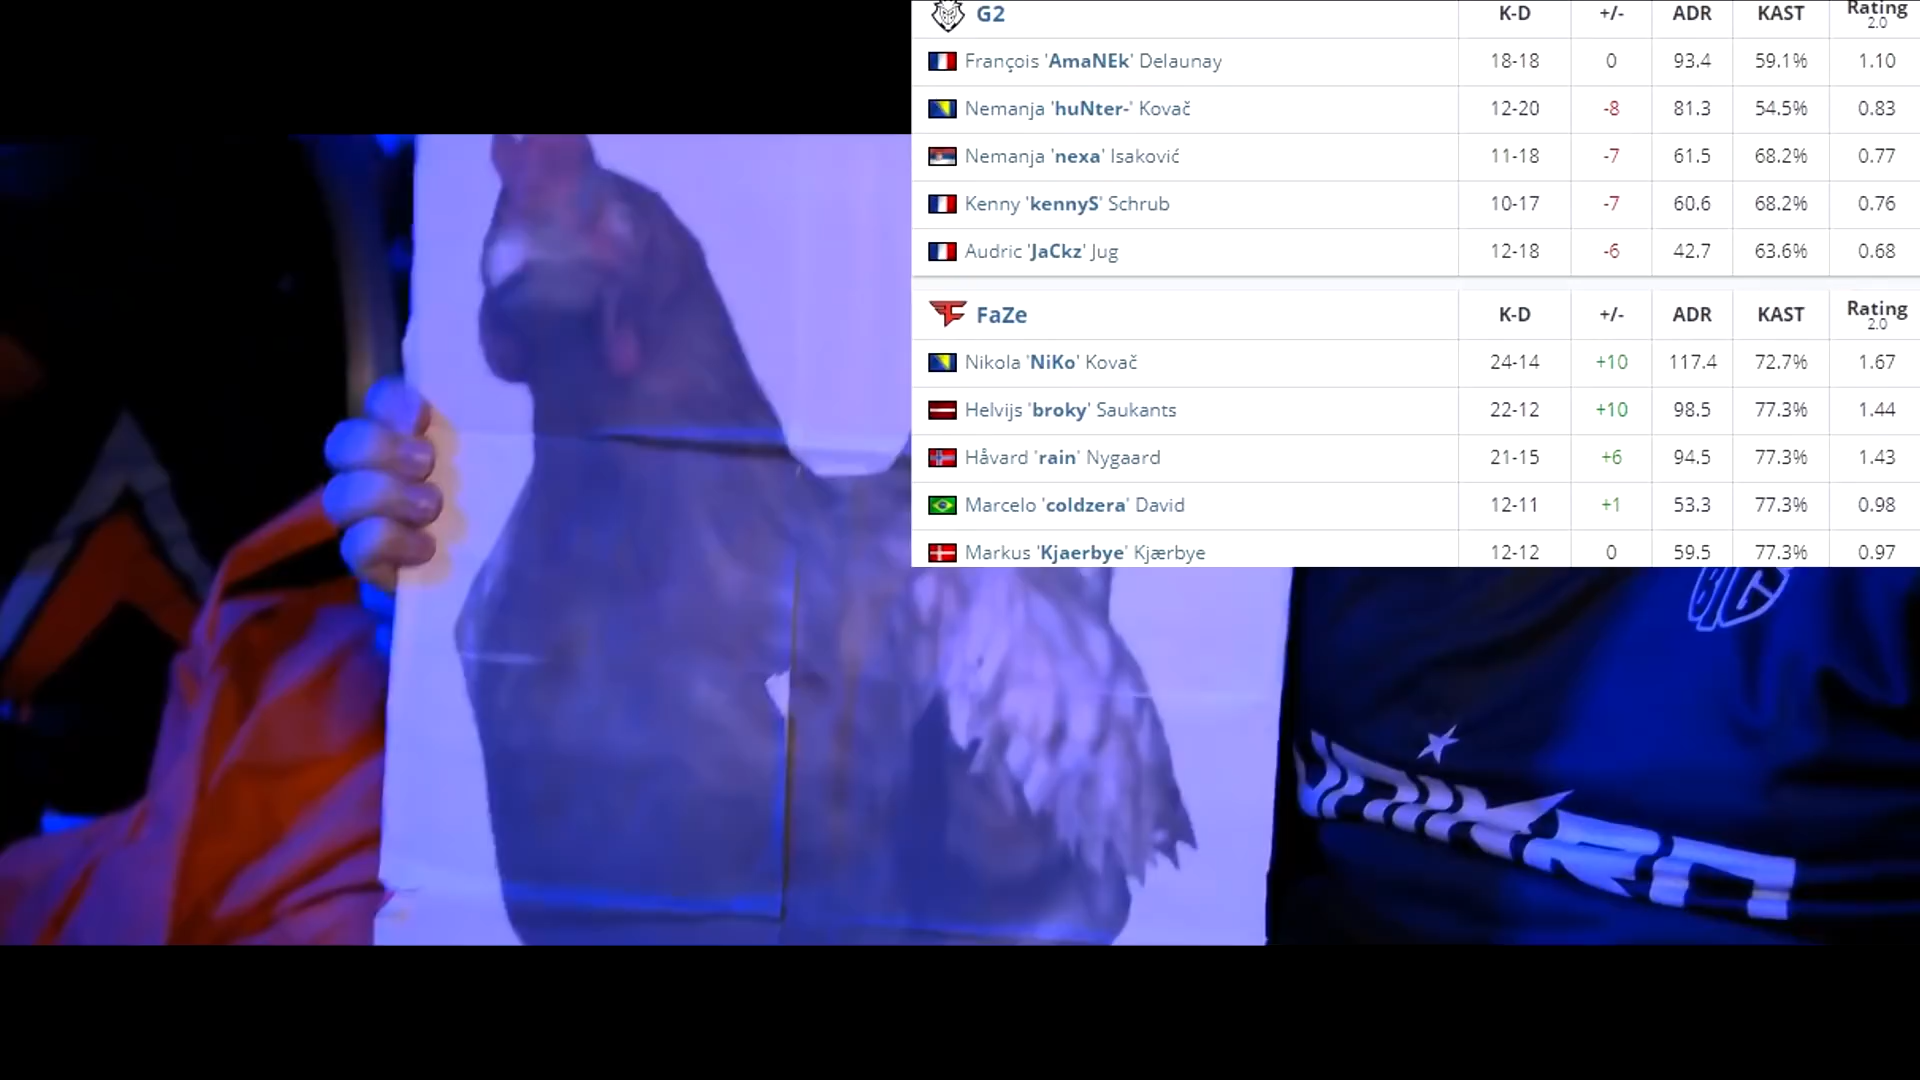 G2 K-D +/- ADR KAST Rating 2.0
François 'AmaNEk' Delaunay 18-18 0 93.4 59.1% 1.10
Nemanja 'huNter-' Kovač 12-20 -8 81.3 54.5% 0.83
Nemanja 'nexa' Isaković 11-18 -7 61.5 68.2% 0.77
Kenny 'kennyS' Schrub 10-17 -7 60.6 68.2% 0.76
Audric 'JaCkz' Jug 12-18 -6 42.7 63.6% 0.68
FaZe K-D +/- ADR KAST Rating 2.0
Nikola 'NiKo' Kovač 24-14 +10 117.4 72.7% 1.67
Helvijs 'broky' Saukants 22-12 +10 98.5 77.3% 1.44
Håvard 'rain' Nygaard 21-15 +6 94.5 77.3% 1.43
Marcelo 'coldzera' David 12-11 +1 53.3 77.3% 0.98
Markus 'Kjaerbye' Kjærbye 12-12 0 59.5 77.3% 0.97